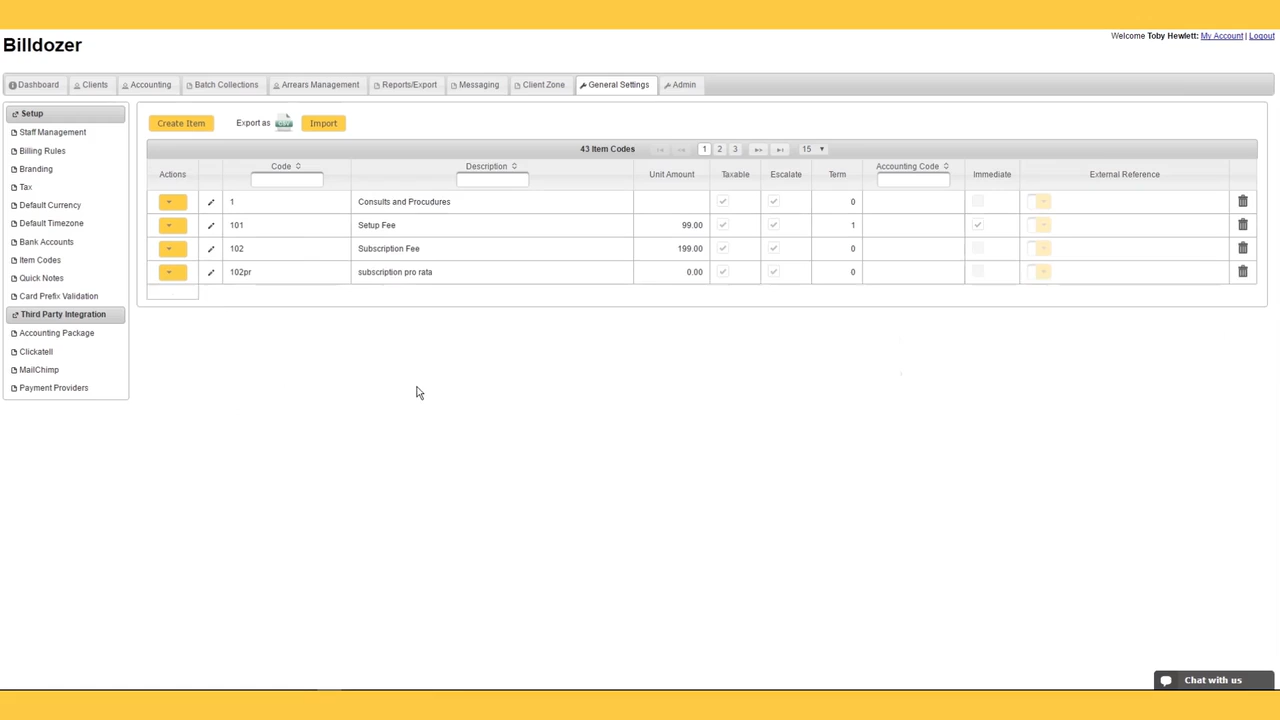 Billdozer
Welcome Toby Hewlett: My Account | Logout
Dashboard Clients Accounting Batch Collections Arrears Management Reports/Export Messaging Client Zone General Settings Admin
Setup
Staff Management
Billing Rules
Branding
Tax
Default Currency
Default Timezone
Bank Accounts
Item Codes
Quick Notes
Card Prefix Validation
Third Party Integration
Accounting Package
Clickatell
MailChimp
Payment Providers
Create Item Export as CSV Import
43 Item Codes 1 2 3 15
Actions Code Description Unit Amount Taxable Escalate Term Accounting Code Immediate External Reference
1 Consults and Procudures 0
101 Setup Fee 99.00 1
102 Subscription Fee 199.00 0
102pr subscription pro rata 0.00 0
Chat with us